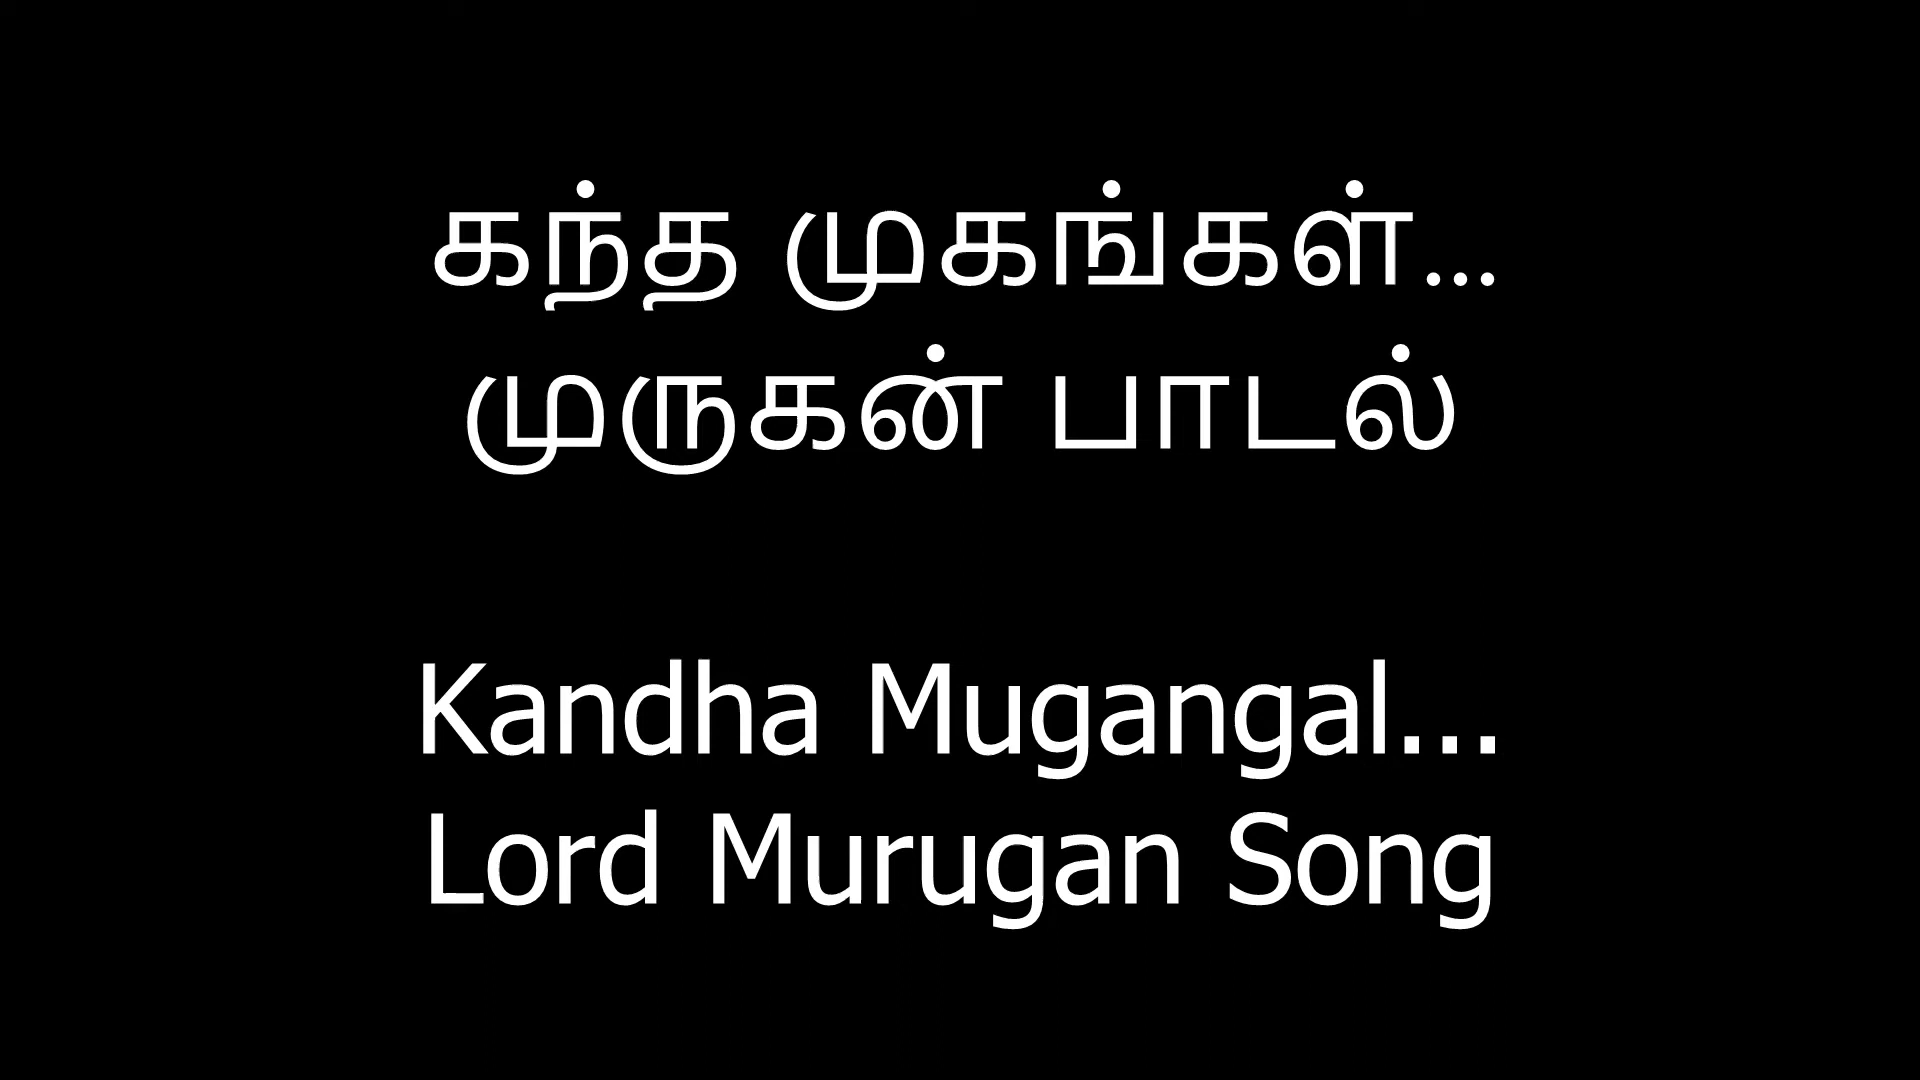 கந்த முகங்கள்...
முருகன் பாடல்
Kandha Mugangal...
Lord Murugan Song